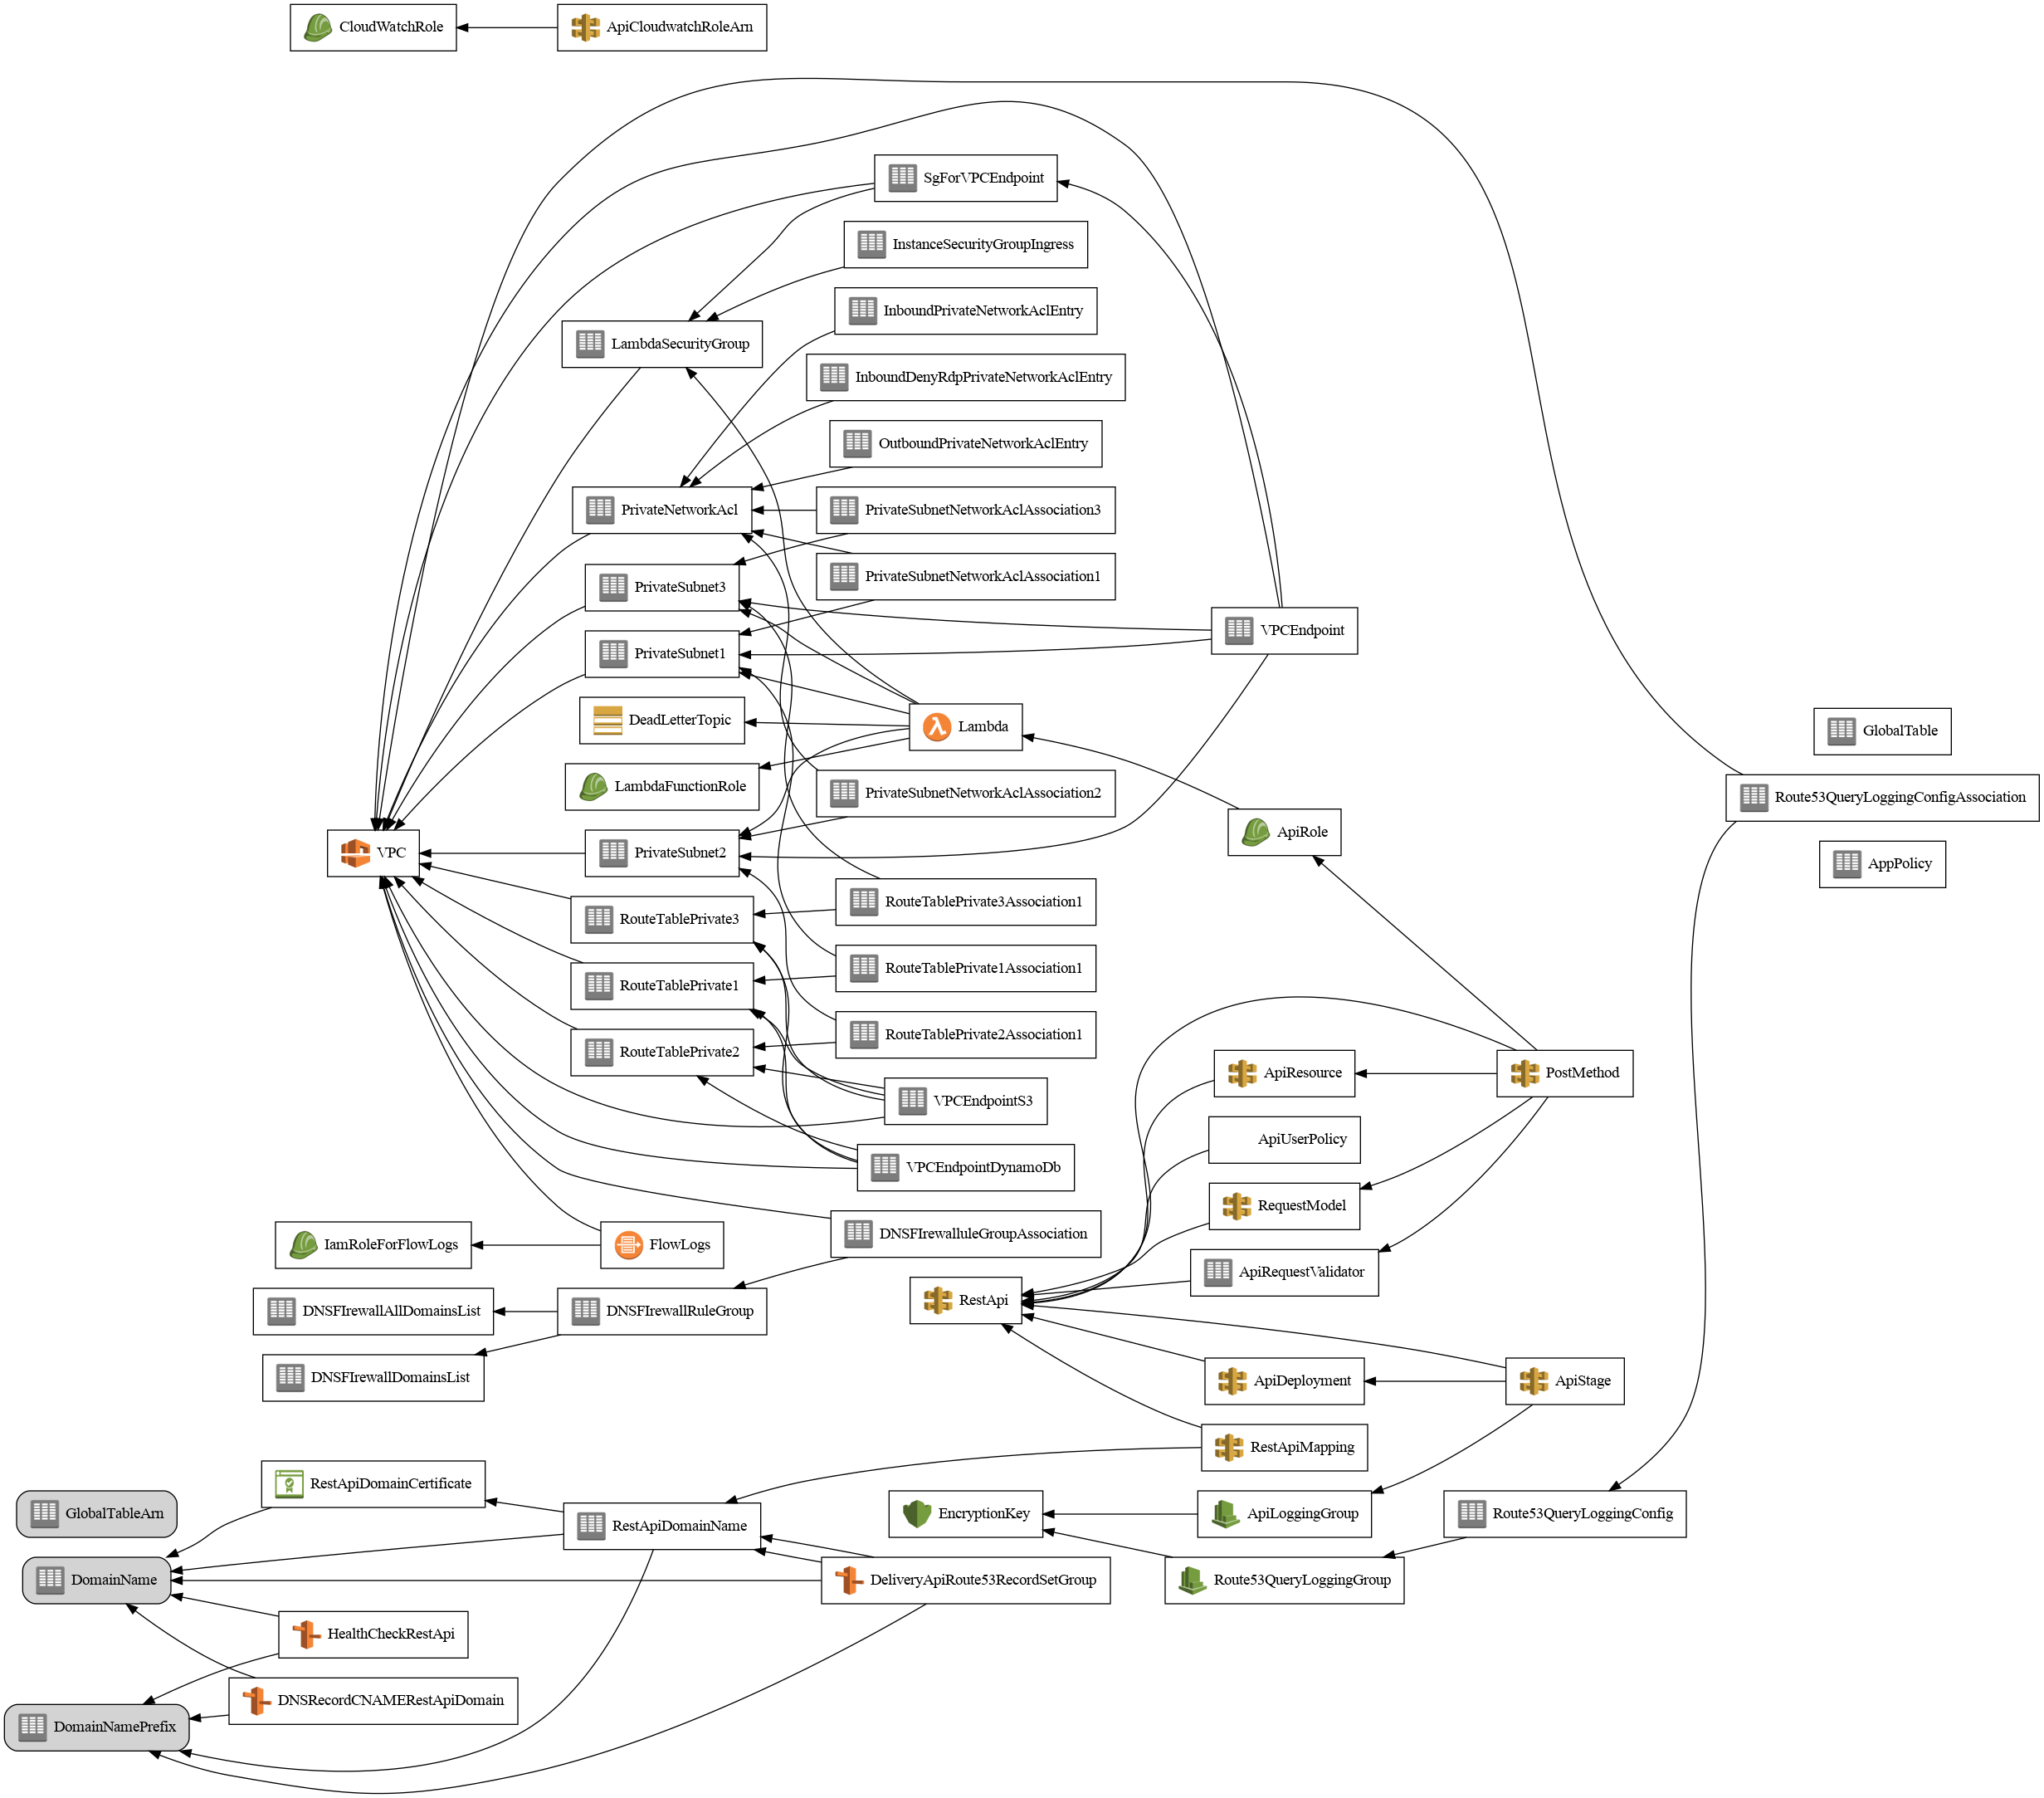 CloudWatchRole
ApiCloudwatchRoleArn
SgForVPCEndpoint
InstanceSecurityGroupIngress
InboundPrivateNetworkAclEntry
LambdaSecurityGroup
InboundDenyRdpPrivateNetworkAclEntry
OutboundPrivateNetworkAclEntry
PrivateNetworkAcl
PrivateSubnetNetworkAclAssociation3
PrivateSubnet3
PrivateSubnetNetworkAclAssociation1
VPCEndpoint
PrivateSubnet1
DeadLetterTopic
Lambda
GlobalTable
LambdaFunctionRole
PrivateSubnetNetworkAclAssociation2
Route53QueryLoggingConfigAssociation
ApiRole
VPC
PrivateSubnet2
AppPolicy
RouteTablePrivate3
RouteTablePrivate3Association1
RouteTablePrivate1
RouteTablePrivate1Association1
RouteTablePrivate2
RouteTablePrivate2Association1
ApiResource
PostMethod
VPCEndpointS3
ApiUserPolicy
VPCEndpointDynamoDb
RequestModel
IamRoleForFlowLogs
FlowLogs
DNSFIrewalluleGroupAssociation
ApiRequestValidator
DNSFIrewallAllDomainsList
DNSFIrewallRuleGroup
RestApi
DNSFIrewallDomainsList
ApiDeployment
ApiStage
RestApiMapping
RestApiDomainCertificate
GlobalTableArn
RestApiDomainName
EncryptionKey
ApiLoggingGroup
Route53QueryLoggingConfig
DomainName
DeliveryApiRoute53RecordSetGroup
Route53QueryLoggingGroup
HealthCheckRestApi
DNSRecordCNAMERestApiDomain
DomainNamePrefix